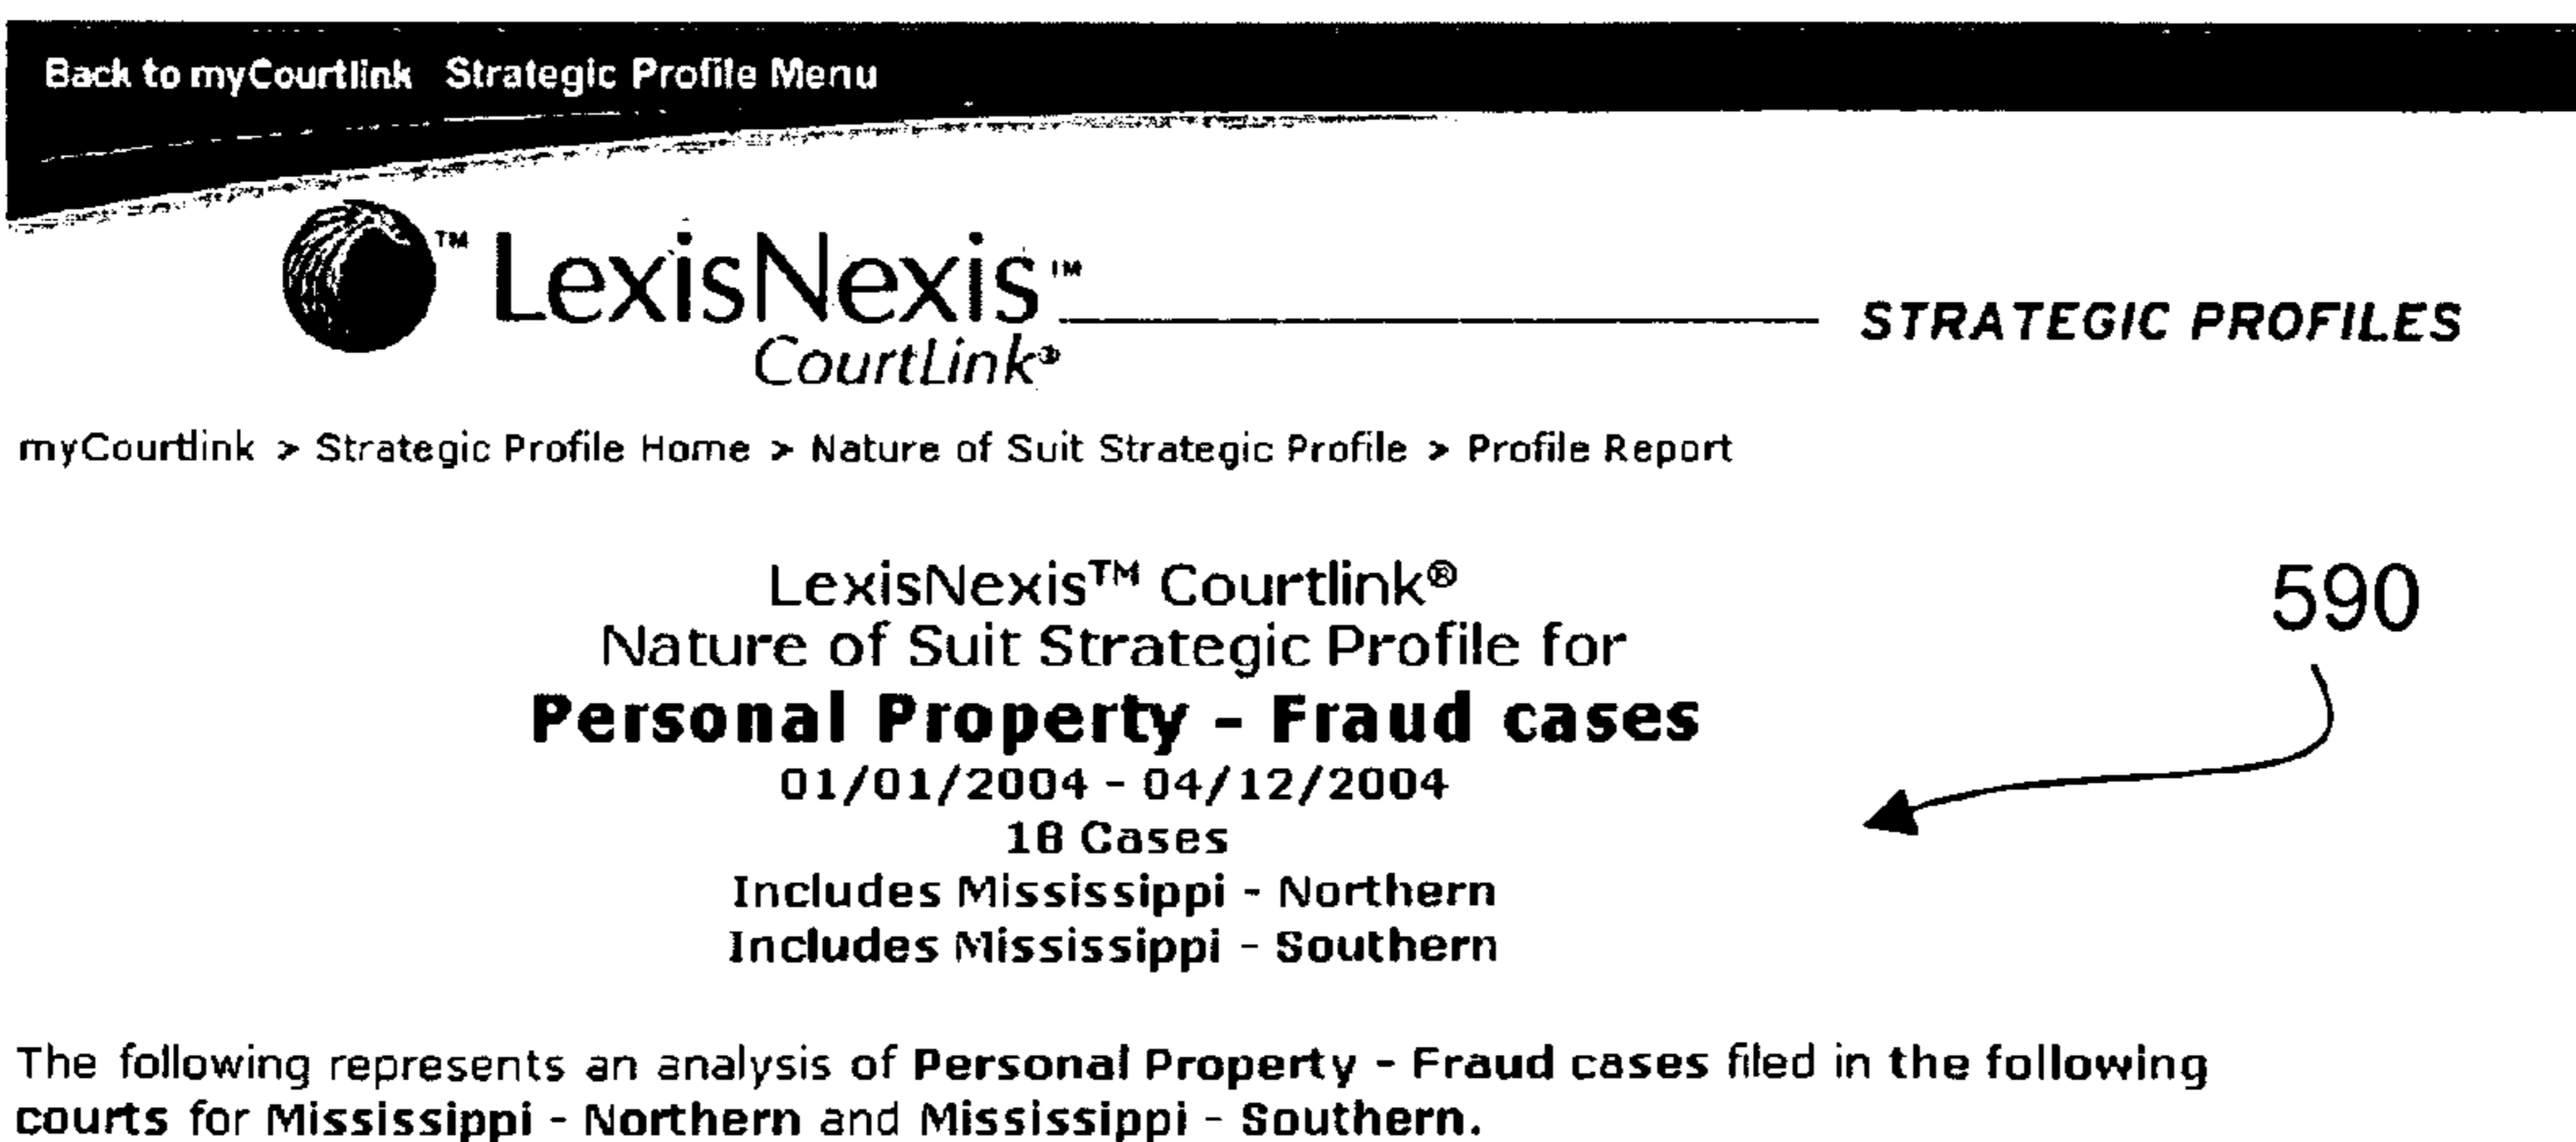 Back to myCourtlink Strategic Profile Menu
™ LexisNexis™
CourtLink®
STRATEGIC PROFILES
myCourtlink > Strategic Profile Home > Nature of Suit Strategic Profile > Profile Report
LexisNexis™ Courtlink®
590
Nature of Suit Strategic Profile for
Personal Property - Fraud cases
01/01/2004 - 04/12/2004
18 Cases
Includes Mississippi - Northern
Includes Mississippi - Southern
The following represents an analysis of Personal Property - Fraud cases filed in the following
courts for Mississippi - Northern and Mississippi - Southern.